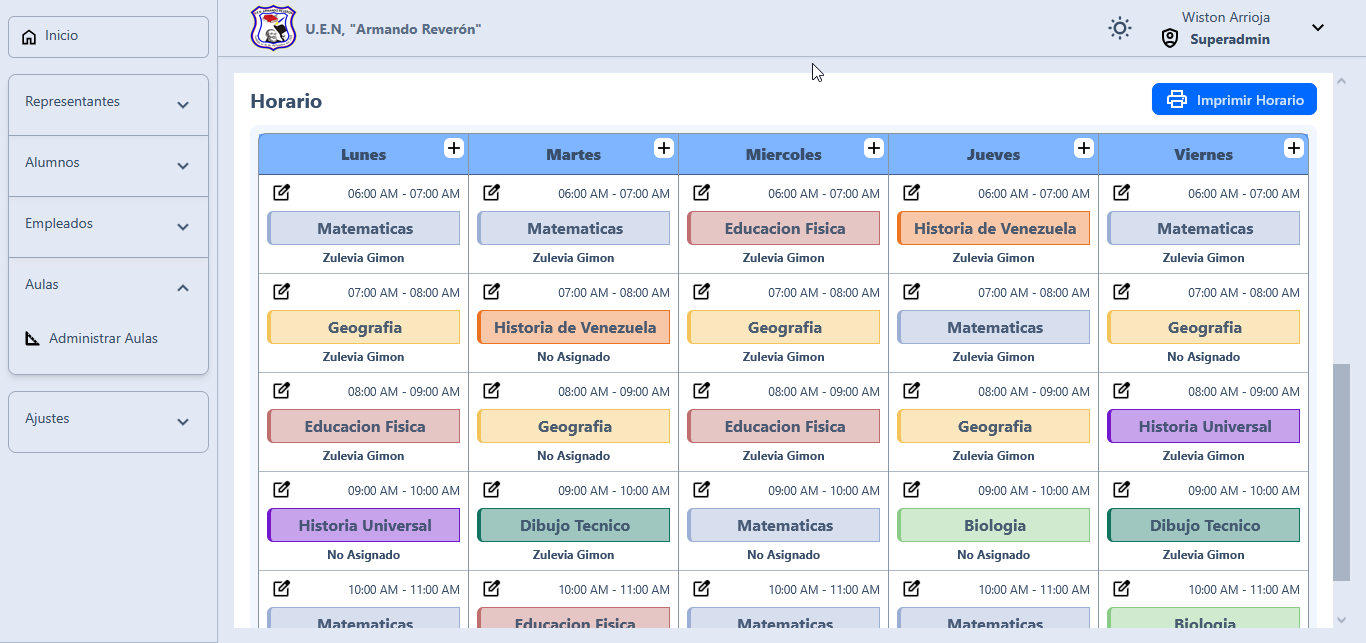 Inicio
Representantes
Alumnos
Empleados
Aulas
Administrar Aulas
Ajustes
U.E.N, "Armando Reverón"
Wiston Arrioja
Superadmin
Horario
Imprimir Horario
Lunes Martes Miercoles Jueves Viernes
06:00 AM - 07:00 AM 06:00 AM - 07:00 AM 06:00 AM - 07:00 AM 06:00 AM - 07:00 AM 06:00 AM - 07:00 AM
Matematicas Matematicas Educacion Fisica Historia de Venezuela Matematicas
Zulevia Gimon Zulevia Gimon Zulevia Gimon Zulevia Gimon Zulevia Gimon
07:00 AM - 08:00 AM 07:00 AM - 08:00 AM 07:00 AM - 08:00 AM 07:00 AM - 08:00 AM 07:00 AM - 08:00 AM
Geografia Historia de Venezuela Geografia Matematicas Geografia
Zulevia Gimon No Asignado Zulevia Gimon Zulevia Gimon No Asignado
08:00 AM - 09:00 AM 08:00 AM - 09:00 AM 08:00 AM - 09:00 AM 08:00 AM - 09:00 AM 08:00 AM - 09:00 AM
Educacion Fisica Geografia Educacion Fisica Geografia Historia Universal
Zulevia Gimon No Asignado Zulevia Gimon Zulevia Gimon Zulevia Gimon
09:00 AM - 10:00 AM 09:00 AM - 10:00 AM 09:00 AM - 10:00 AM 09:00 AM - 10:00 AM 09:00 AM - 10:00 AM
Historia Universal Dibujo Tecnico Matematicas Biologia Dibujo Tecnico
No Asignado Zulevia Gimon No Asignado No Asignado Zulevia Gimon
10:00 AM - 11:00 AM 10:00 AM - 11:00 AM 10:00 AM - 11:00 AM 10:00 AM - 11:00 AM 10:00 AM - 11:00 AM
Matematicas Educacion Fisica Matematicas Matematicas Biologia